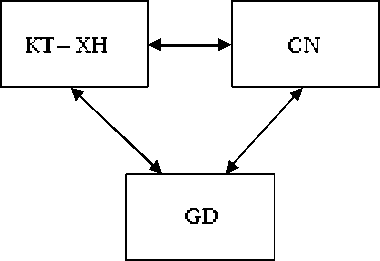 KT – XH
CN
GD